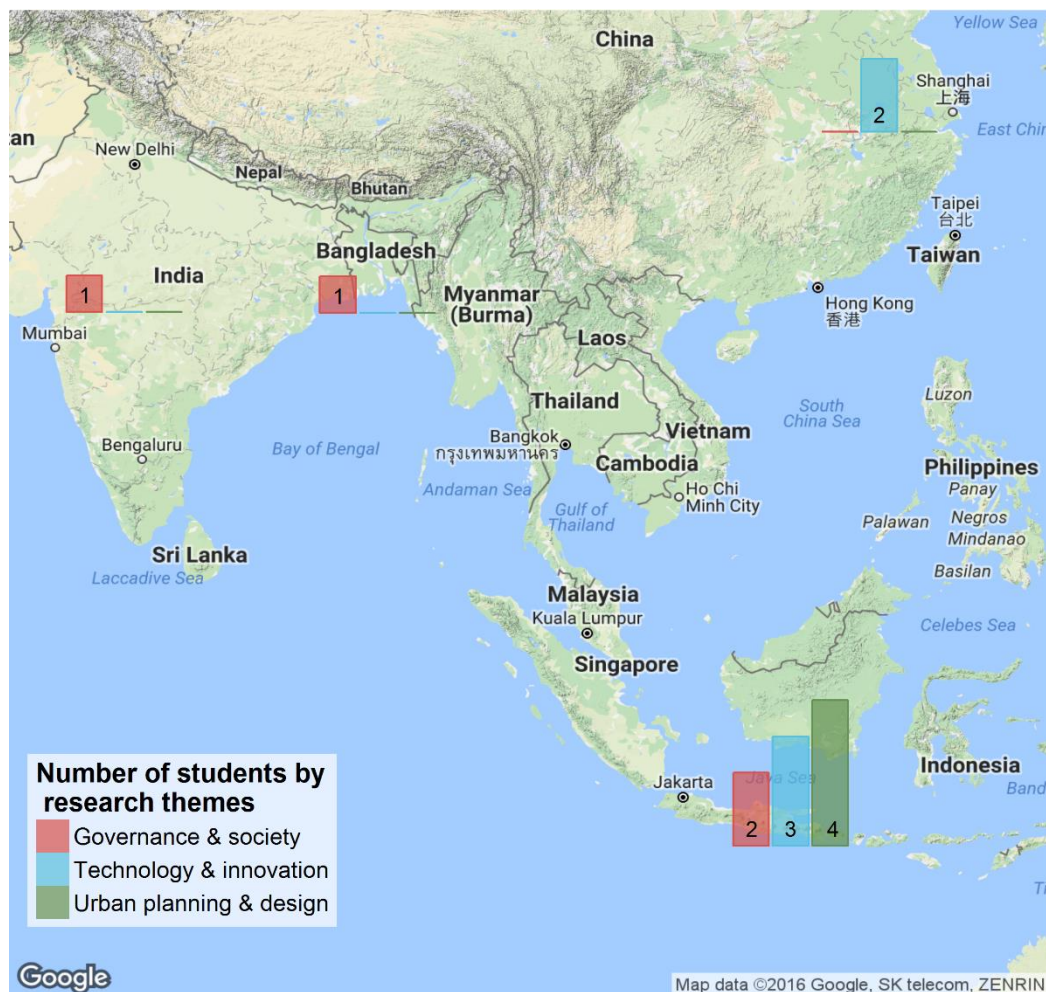 Yellow Sea
China
Shanghai
上海
2
East Chin
tan
New Delhi
Nepal
Bhutan
Taipei
台北
Bangladesh
Taiwan
India
1
1
Myanmar
(Burma)
Hong Kong
香港
Mumbai
Laos
Luzon
Thailand
South
China Sea
Vietnam
Bengaluru
Bay of Bengal
Bangkok
กรุงเทพมหานคร
Cambodia
Philippines
Andaman Sea
Ho Chi
Minh City
Panay
Gulf of
Thailand
Palawan
Negros
Mindanao
Sri Lanka
Laccadive Sea
Basilan
Malaysia
Kuala Lumpur
Celebes Sea
Singapore
Number of students by
research themes
Governance & society
Technology & innovation
Urban planning & design
Jakarta
Java Sea
Indonesia
Band
2
3
4
Ti
Google
Map data ©2016 Google, SK telecom, ZENRIN